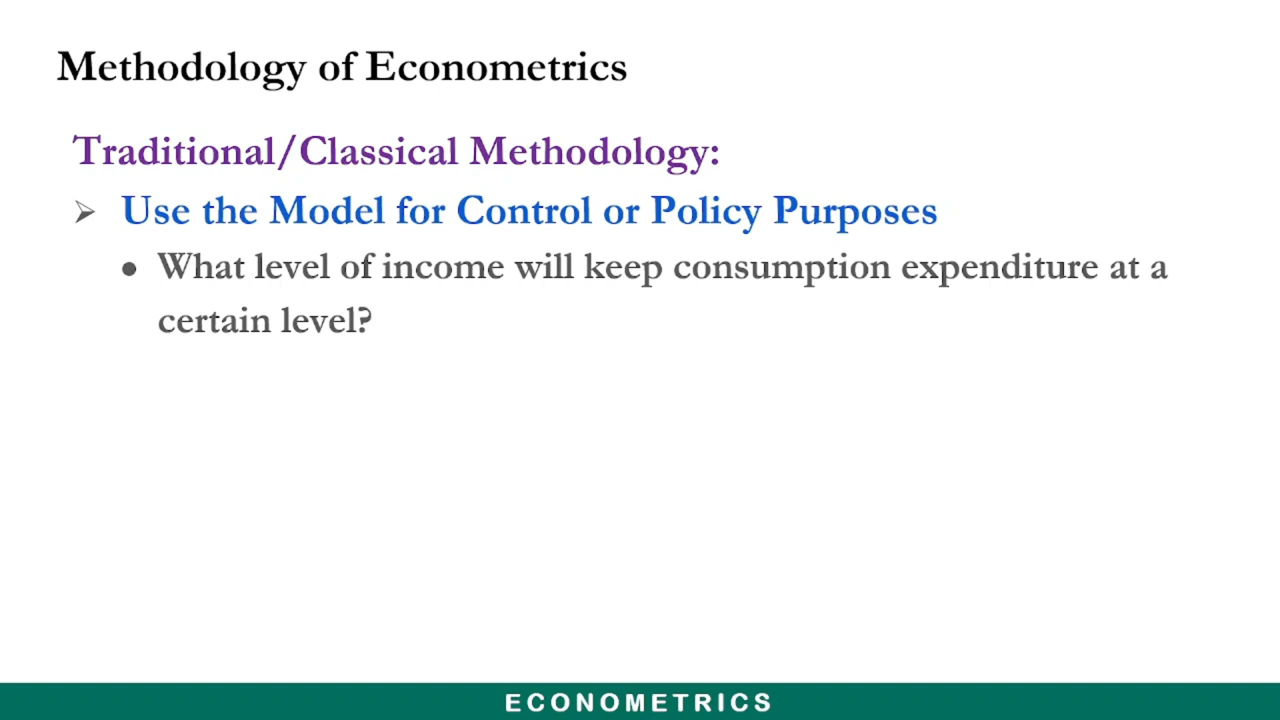 Methodology of Econometrics
Traditional/Classical Methodology:
➢ Use the Model for Control or Policy Purposes
● What level of income will keep consumption expenditure at a
certain level?
ECONOMETRICS